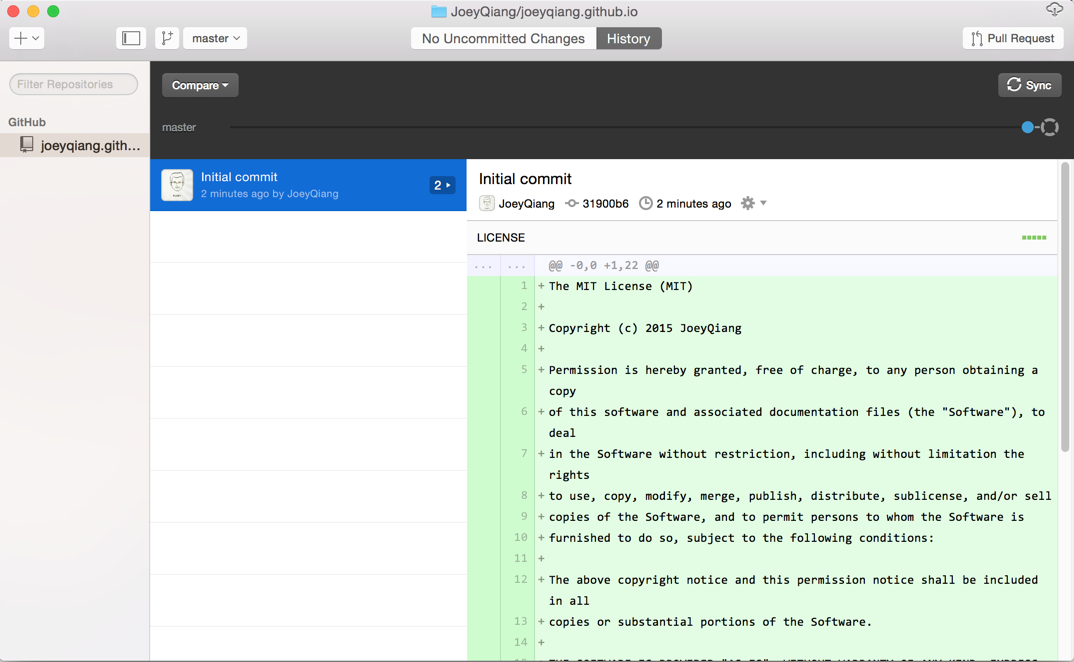 JoeyQiang/joeyqiang.github.io
master
No Uncommitted Changes
History
Pull Request
Filter Repositories
Compare
Sync
GitHub
joeyqiang.gith...
master
Initial commit
2 minutes ago by JoeyQiang
2
Initial commit
JoeyQiang 31900b6 2 minutes ago
LICENSE
... ... @@ -0,0 +1,22 @@
1 +The MIT License (MIT)
2 +
3 +Copyright (c) 2015 JoeyQiang
4 +
5 +Permission is hereby granted, free of charge, to any person obtaining a
copy
6 +of this software and associated documentation files (the "Software"), to
deal
7 +in the Software without restriction, including without limitation the
rights
8 +to use, copy, modify, merge, publish, distribute, sublicense, and/or sell
9 +copies of the Software, and to permit persons to whom the Software is
10 +furnished to do so, subject to the following conditions:
11 +
12 +The above copyright notice and this permission notice shall be included
in all
13 +copies or substantial portions of the Software.
14 +